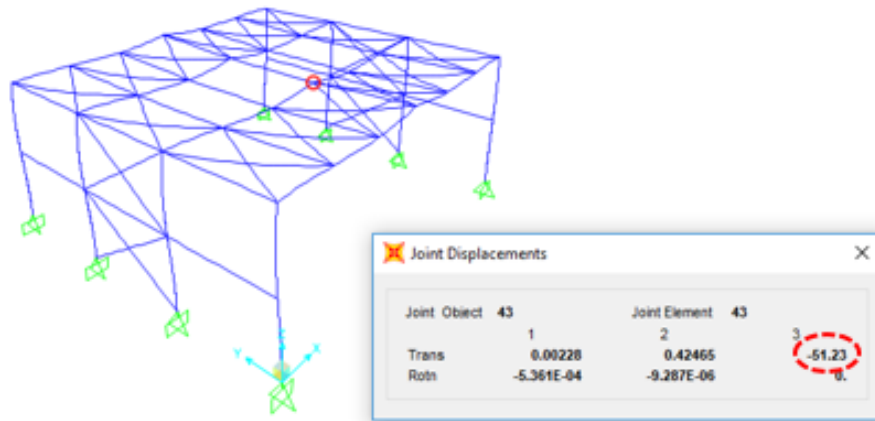 Y
X
Joint Displacements
Joint Object 43 Joint Element 43
1 2 3
Trans 0.00228 0.42465 -51.23
Rotn -5.361E-04 -9.287E-06 0.